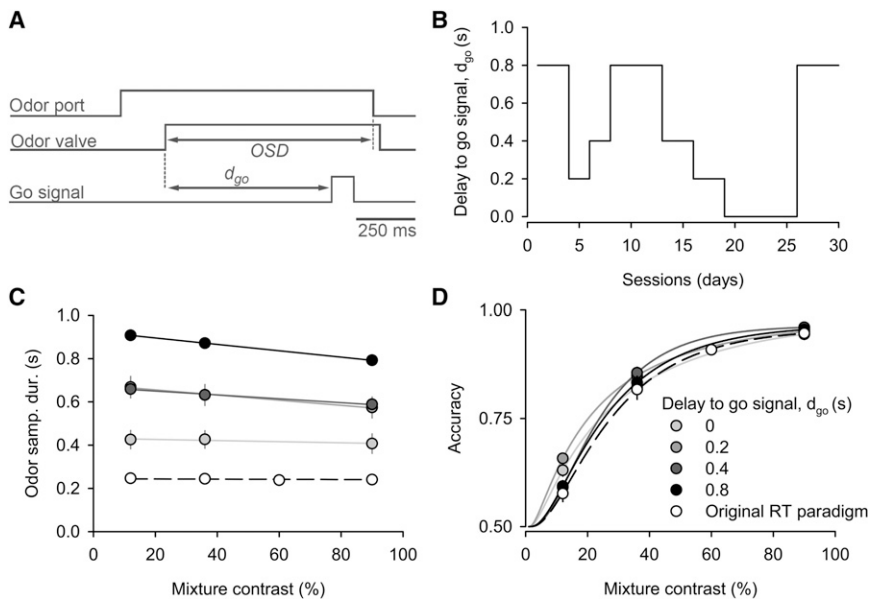 A
Odor port
Odor valve
OSD
d_go
Go signal
250 ms
B
Delay to go signal, d_go (s)
1.0
0.8
0.6
0.4
0.2
0.0
0 5 10 15 20 25 30
Sessions (days)
C
Odor samp. dur. (s)
1.0
0.8
0.6
0.4
0.2
0.0
0 20 40 60 80 100
Mixture contrast (%)
D
Accuracy
1.00
0.75
0.50
0 20 40 60 80 100
Mixture contrast (%)
Delay to go signal, d_go (s)
0
0.2
0.4
0.8
Original RT paradigm